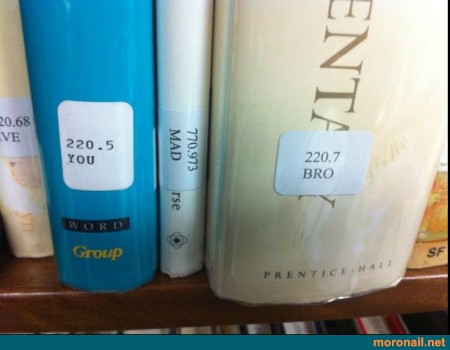 20.68
VE
220.5
YOU
WORD
Group
770.973
MAD
rse
ENTA
220.7
BRO
PRENTICE-HALL
SF
moronail.net